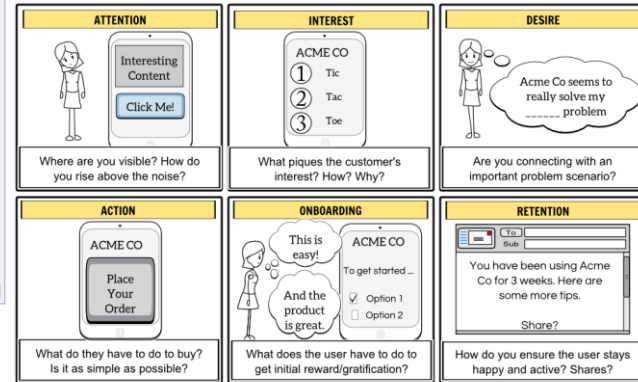 ATTENTION
Interesting
Content
Click Me!
Where are you visible? How do
you rise above the noise?
INTEREST
ACME CO
1 Tic
2 Tac
3 Toe
What piques the customer's
interest? How? Why?
DESIRE
Acme Co seems to
really solve my
______ problem
Are you connecting with an
important problem scenario?
ACTION
ACME CO
Place
Your
Order
What do they have to do to buy?
Is it as simple as possible?
ONBOARDING
This is
easy!
And the
product
is great.
ACME CO
To get started ...
Option 1
Option 2
What does the user have to do to
get initial reward/gratification?
RETENTION
To
Sub
You have been using Acme
Co for 3 weeks. Here are
some more tips.
Share?
How do you ensure the user stays
happy and active? Shares?